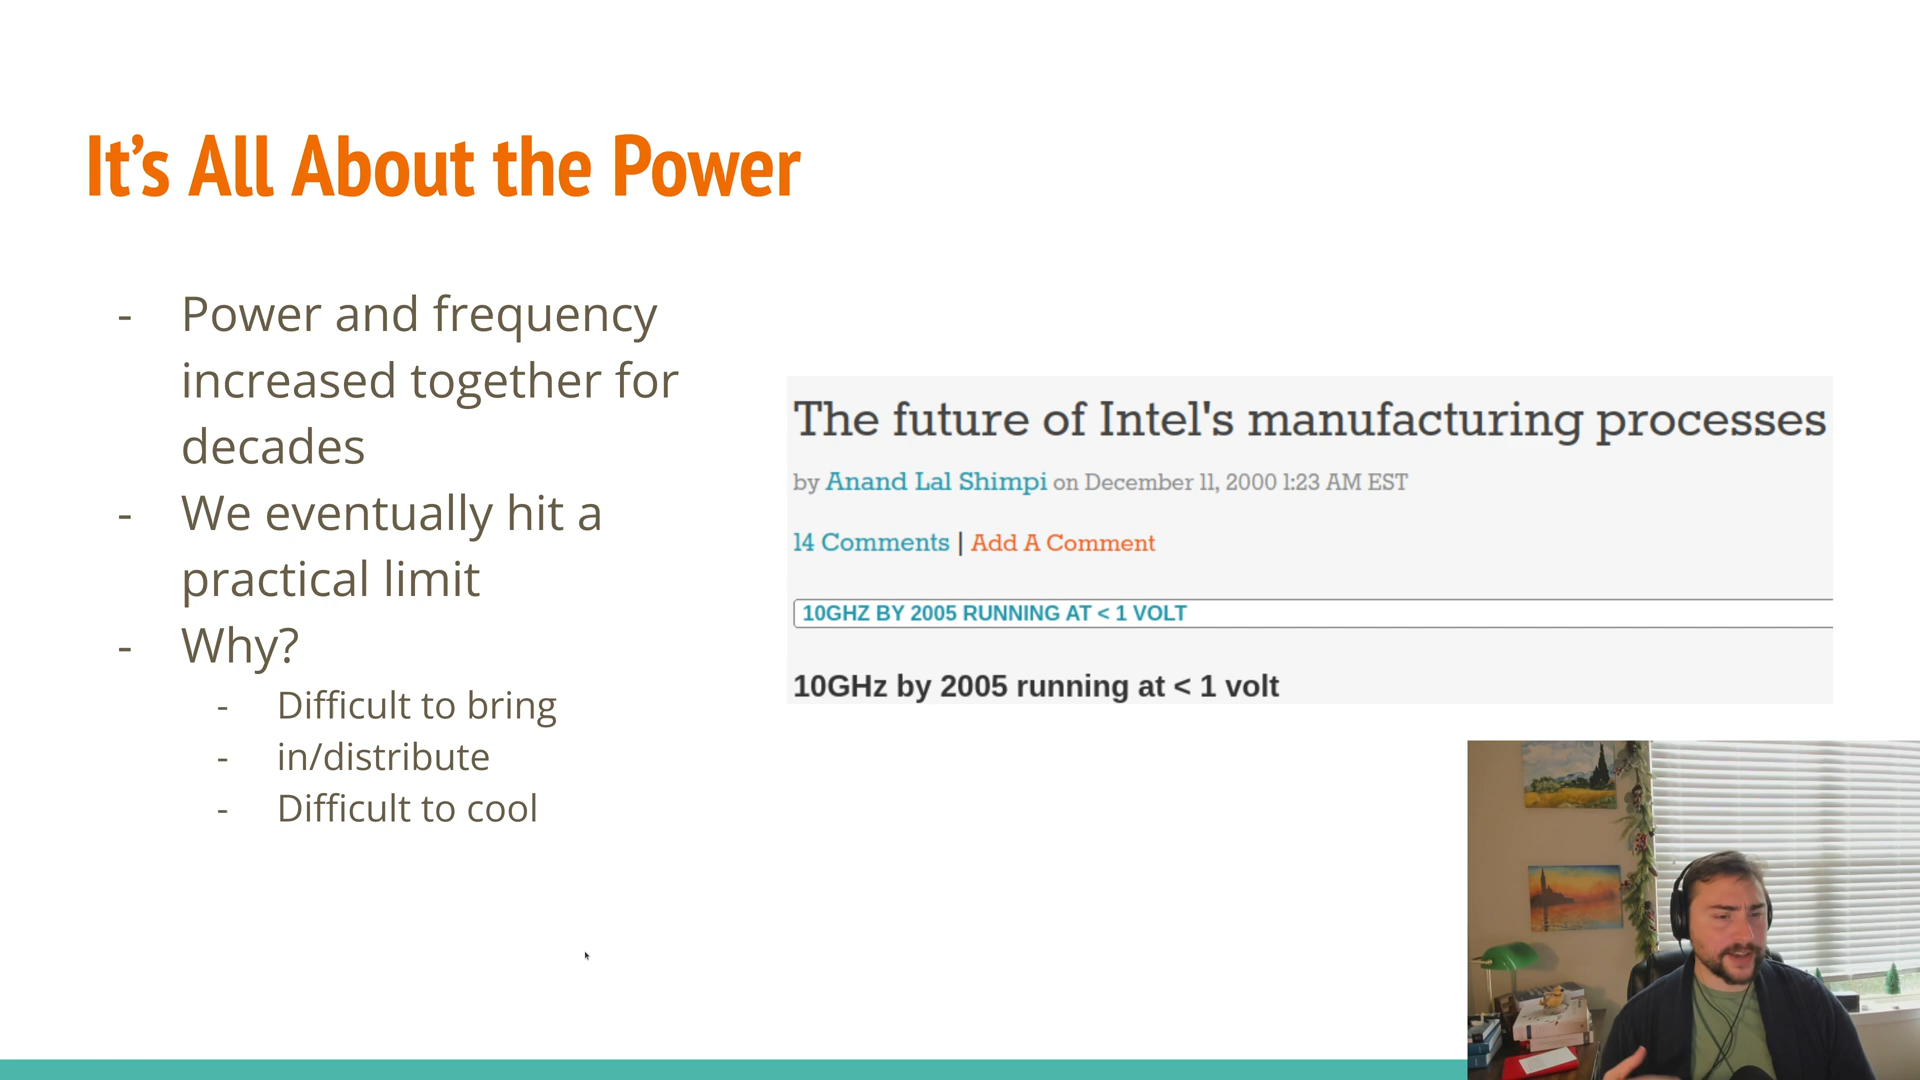 It's All About the Power
- Power and frequency
increased together for
decades
- We eventually hit a
practical limit
- Why?
- Difficult to bring
- in/distribute
- Difficult to cool
The future of Intel's manufacturing processes
by Anand Lal Shimpi on December 11, 2000 1:23 AM EST
14 Comments | Add A Comment
10GHZ BY 2005 RUNNING AT < 1 VOLT
10GHz by 2005 running at < 1 volt